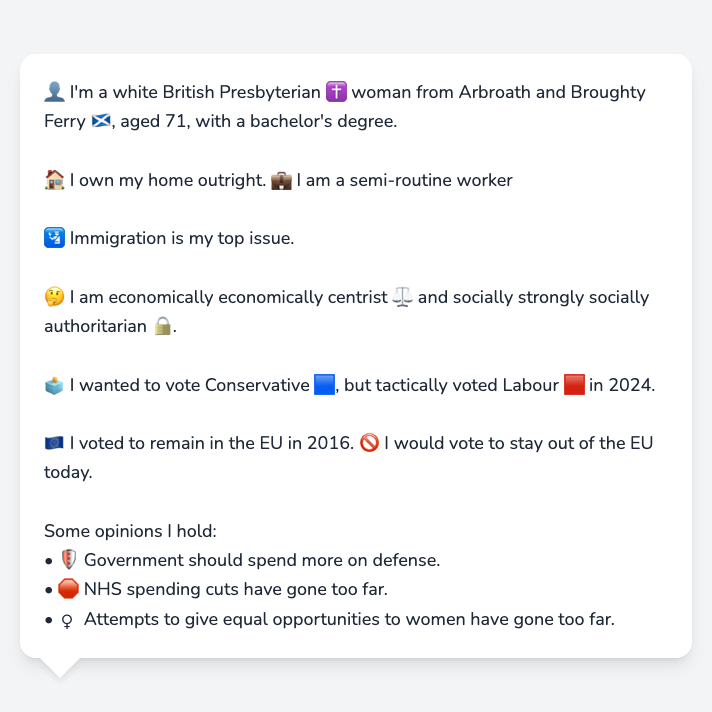 👤 I'm a white British Presbyterian ✝️ woman from Arbroath and Broughty
Ferry 🏴󠁧󠁢󠁳󠁣󠁴󠁿, aged 71, with a bachelor's degree.
🏠 I own my home outright. 💼 I am a semi-routine worker
🛂 Immigration is my top issue.
🤔 I am economically economically centrist ⚖️ and socially strongly socially
authoritarian 🔒.
🗳️ I wanted to vote Conservative 🟦, but tactically voted Labour 🟥 in 2024.
🇪🇺 I voted to remain in the EU in 2016. 🚫 I would vote to stay out of the EU
today.
Some opinions I hold:
• 🛡️ Government should spend more on defense.
• 🛑 NHS spending cuts have gone too far.
• ♀ Attempts to give equal opportunities to women have gone too far.